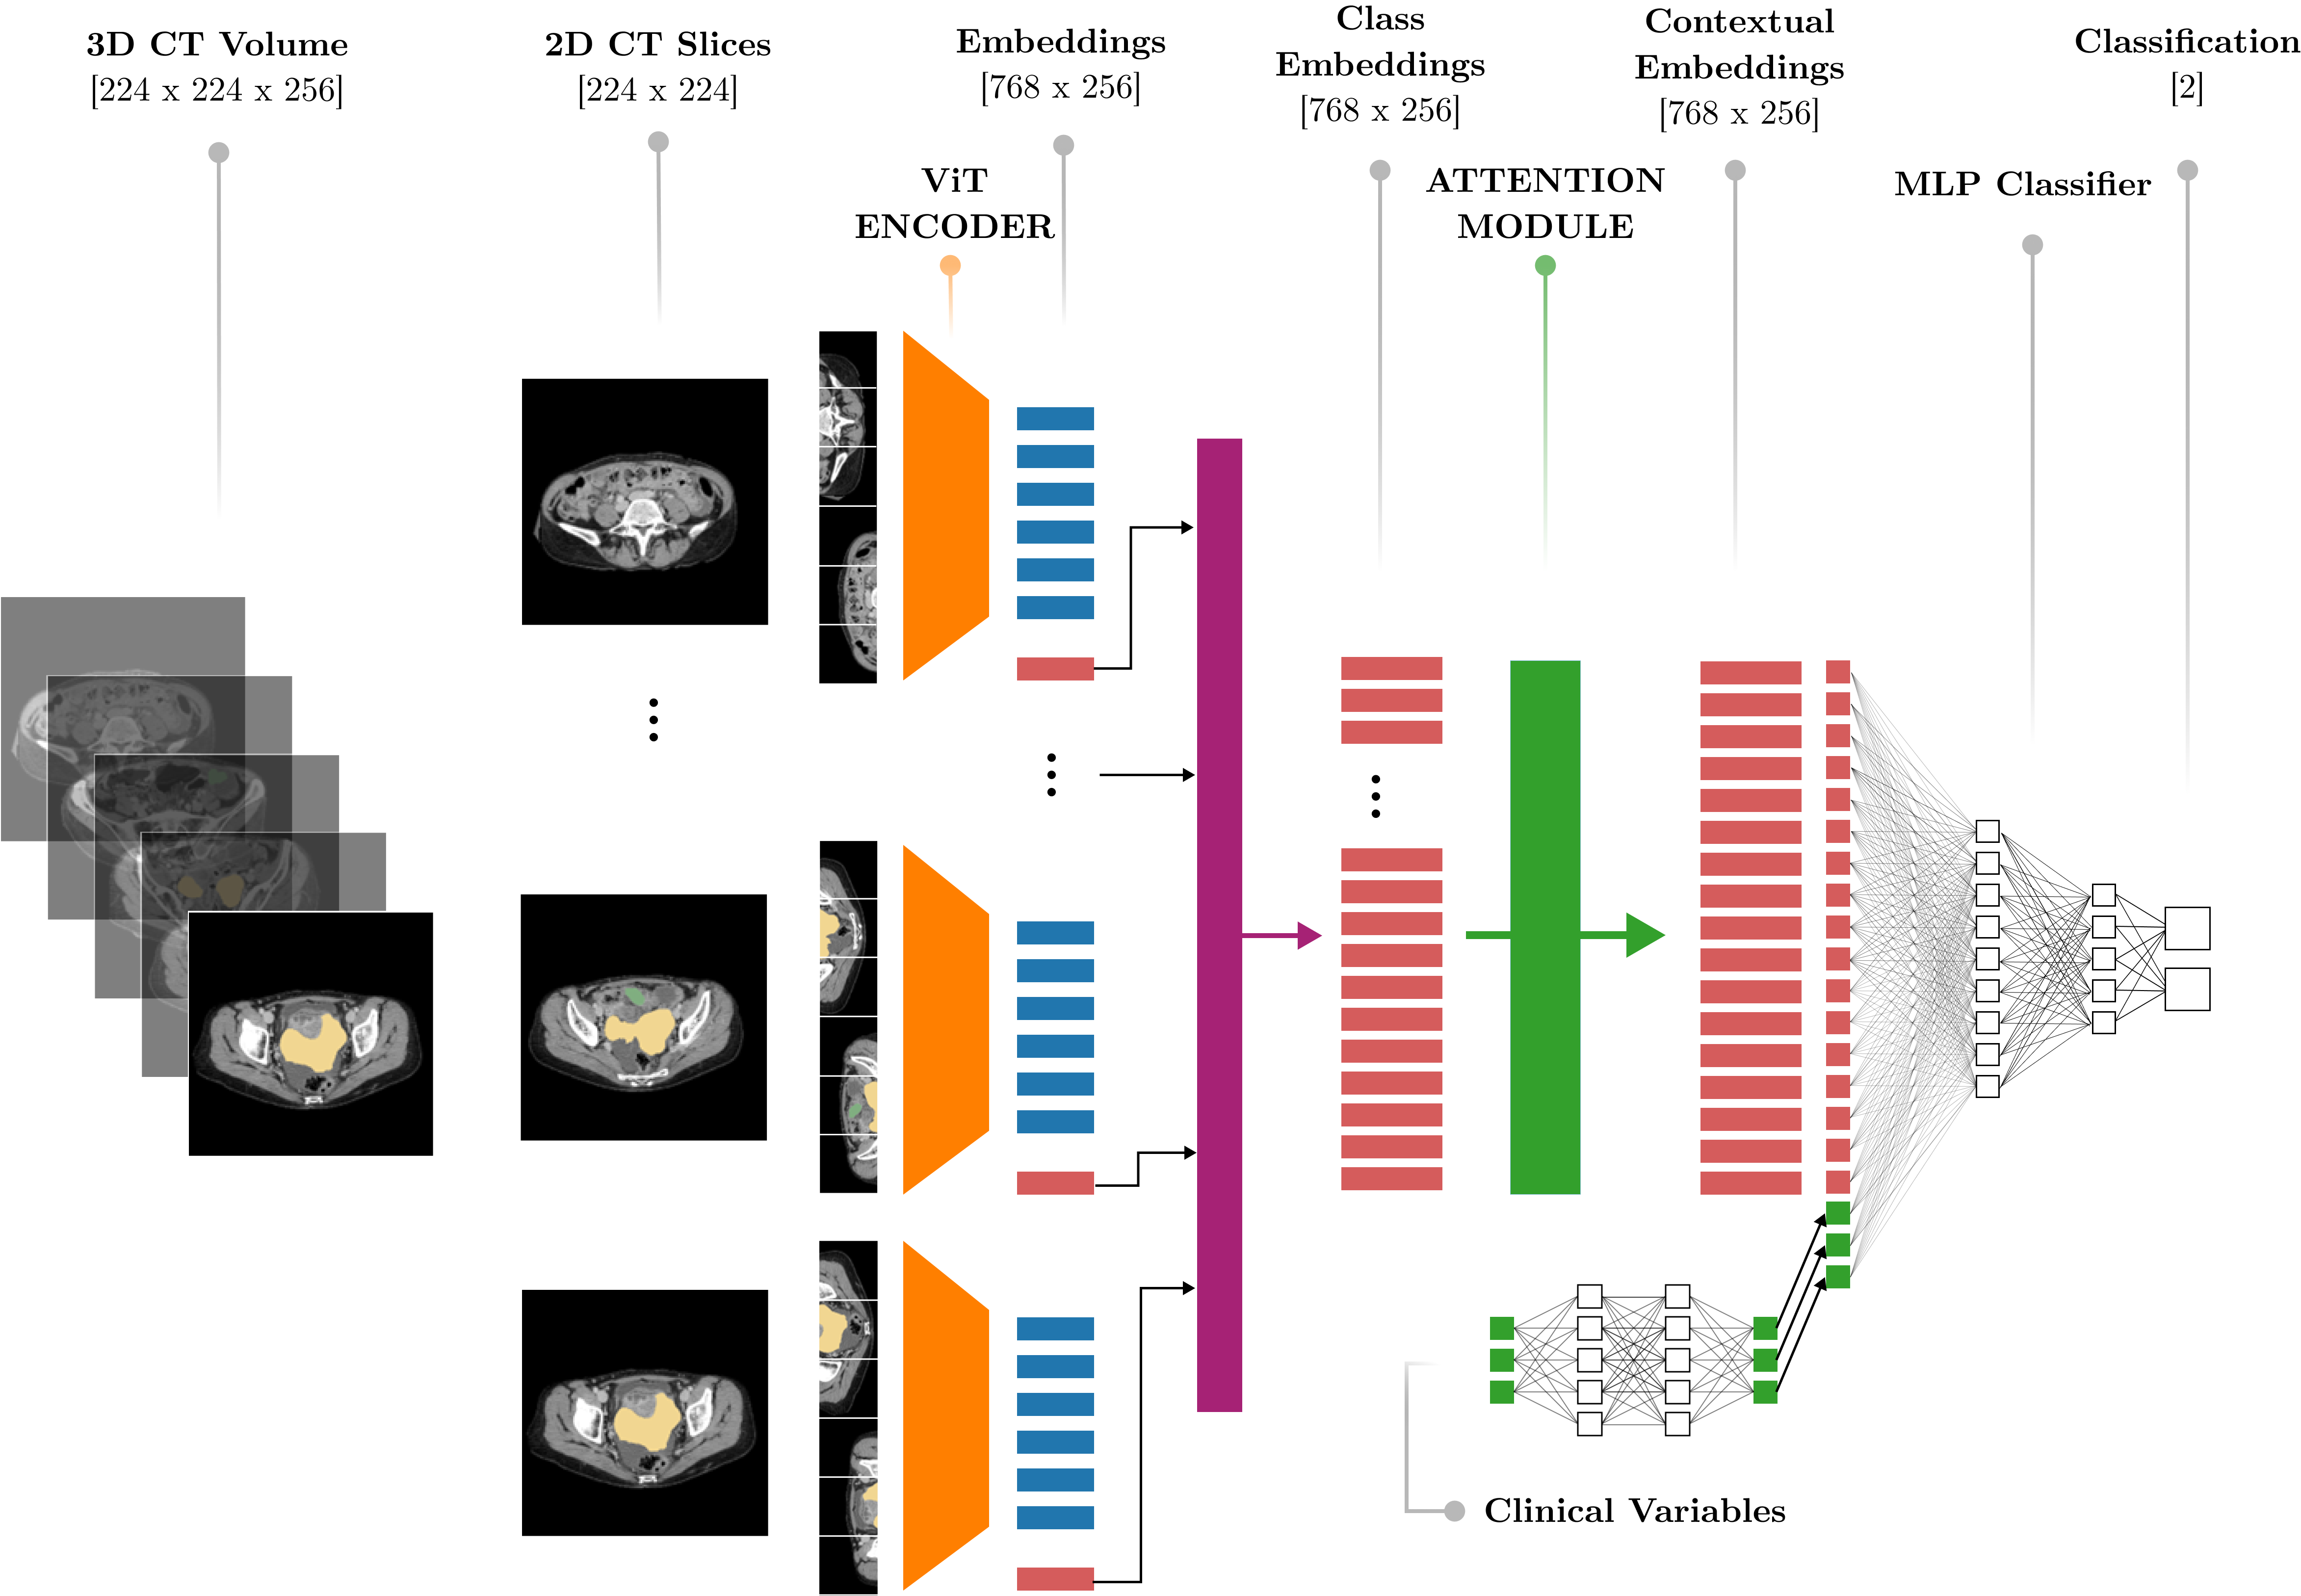 3D CT Volume
[224 x 224 x 256]
2D CT Slices
[224 x 224]
Embeddings
[768 x 256]
Class
Embeddings
[768 x 256]
Contextual
Embeddings
[768 x 256]
Classification
[2]
ViT
ENCODER
ATTENTION
MODULE
MLP Classifier
Clinical Variables